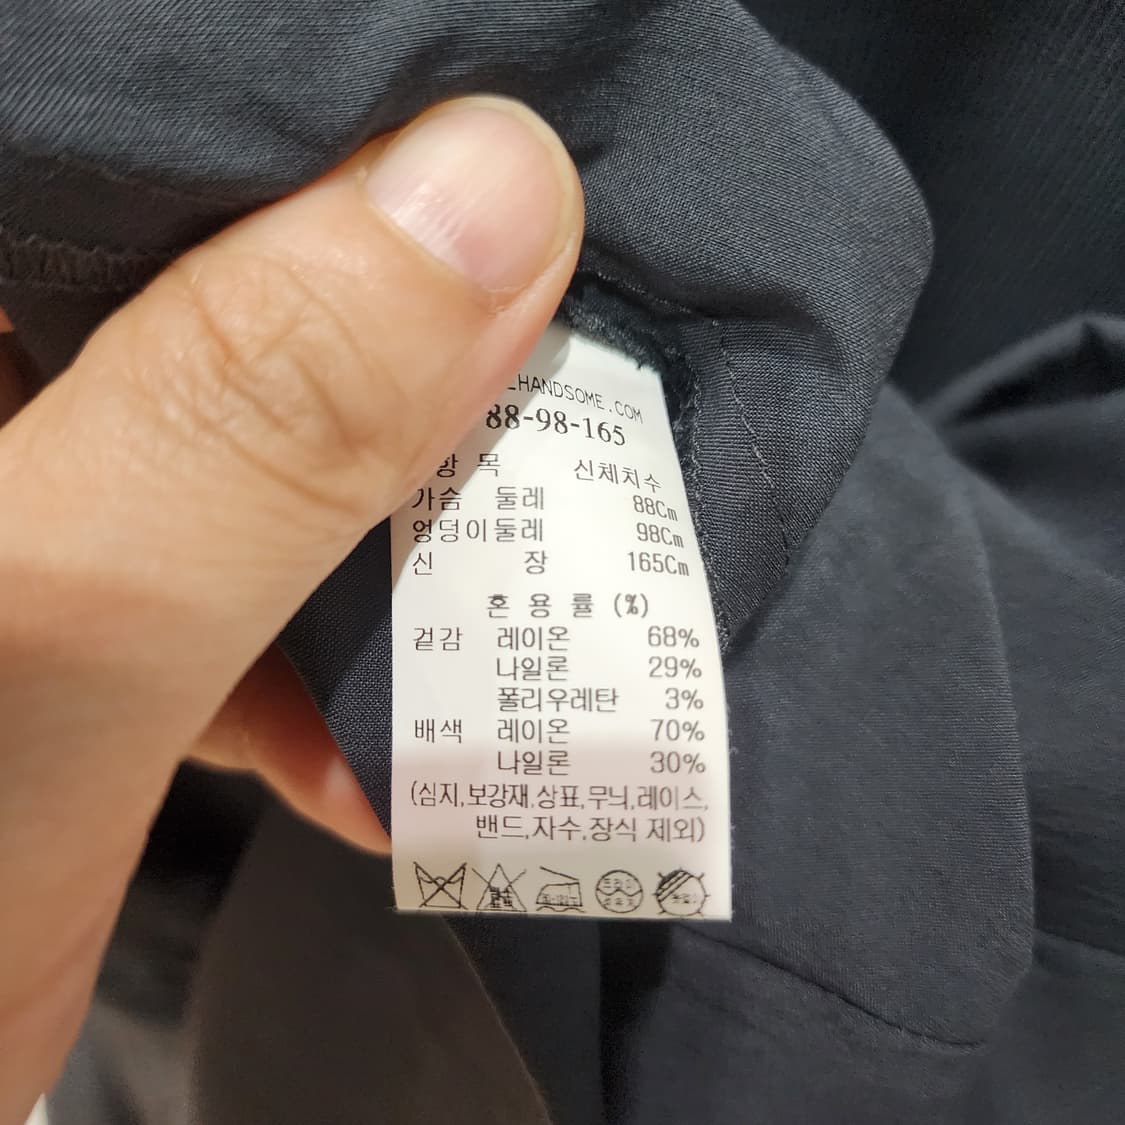 HANDSOME.COM
88-98-165
항 목 신체치수
가슴 둘레 88Cm
엉덩이둘레 98Cm
신 장 165Cm
혼 용 률 (%)
겉감 레이온 68%
나일론 29%
폴리우레탄 3%
배색 레이온 70%
나일론 30%
(심지,보강재,상표,무늬,레이스,
밴드,자수,장식 제외)